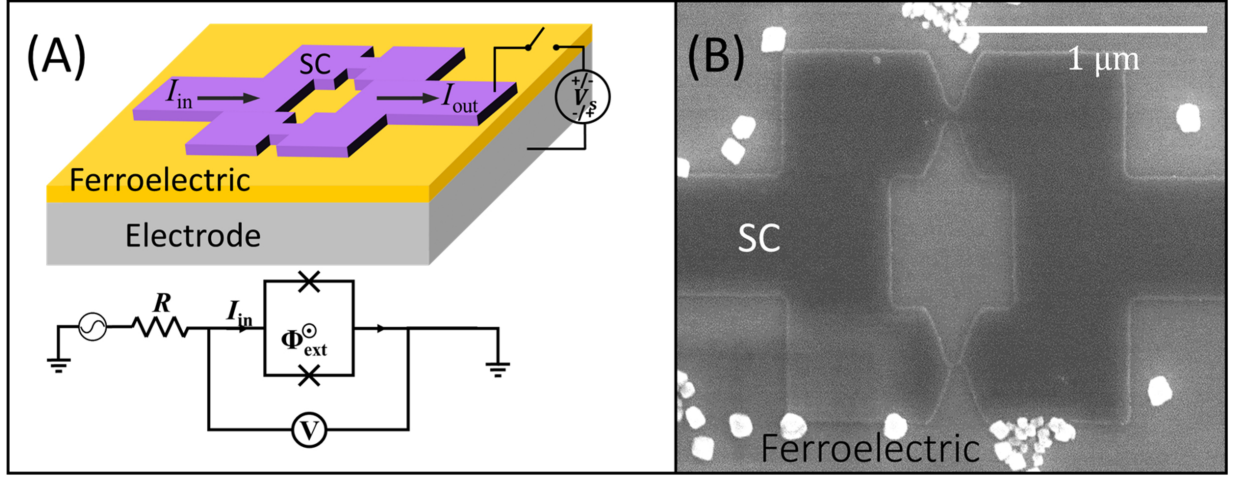 (A)
SC
I_in
I_out
+/-
V_s
-/+
Ferroelectric
Electrode
R
I_in
Φ_ext
V
(B)
1 μm
SC
Ferroelectric